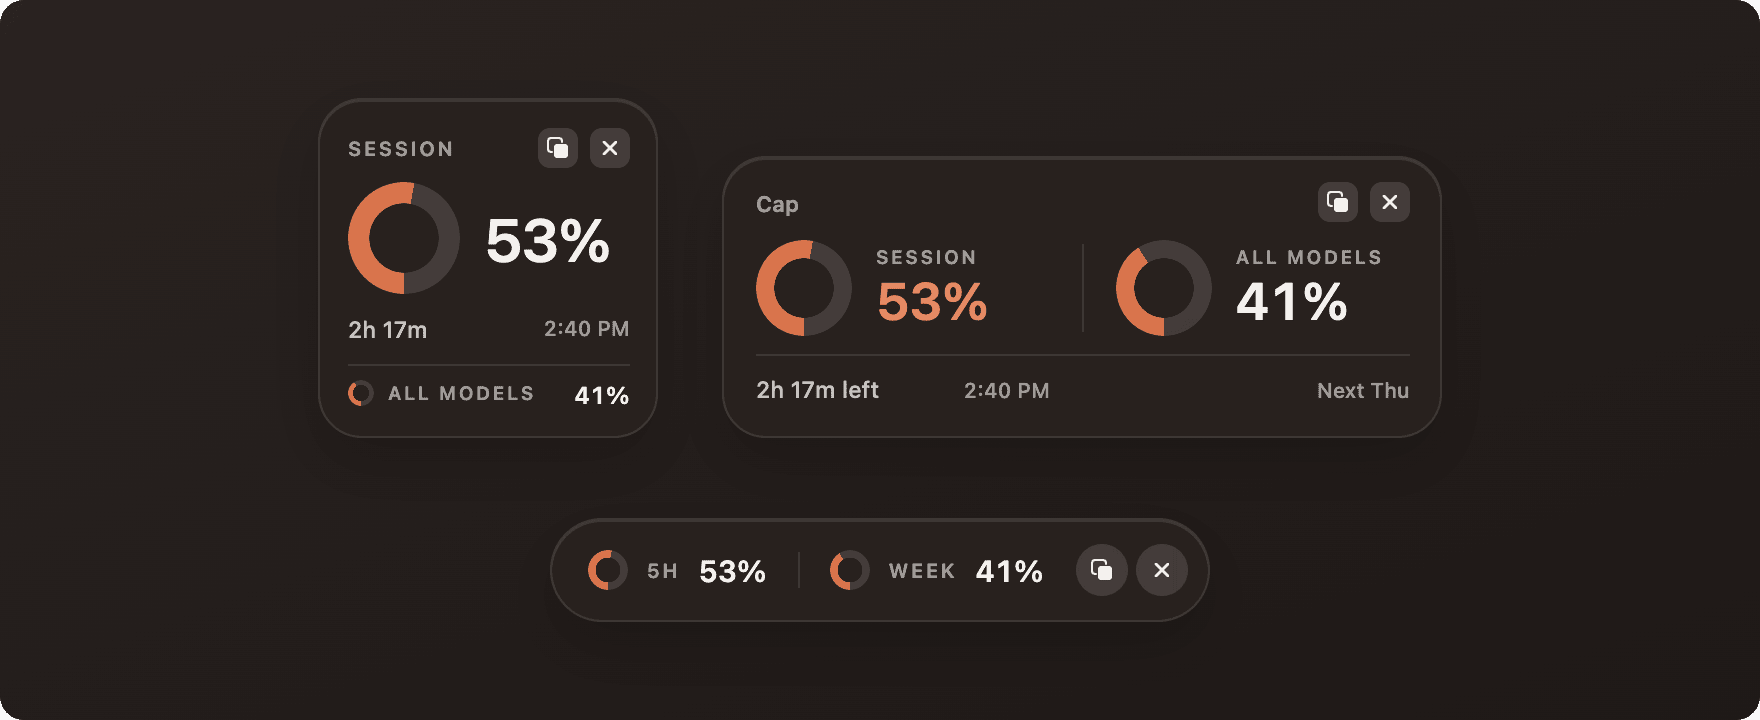 SESSION
53%
2h 17m 2:40 PM
ALL MODELS 41%
Cap
SESSION
53%
ALL MODELS
41%
2h 17m left 2:40 PM Next Thu
5H 53% WEEK 41%